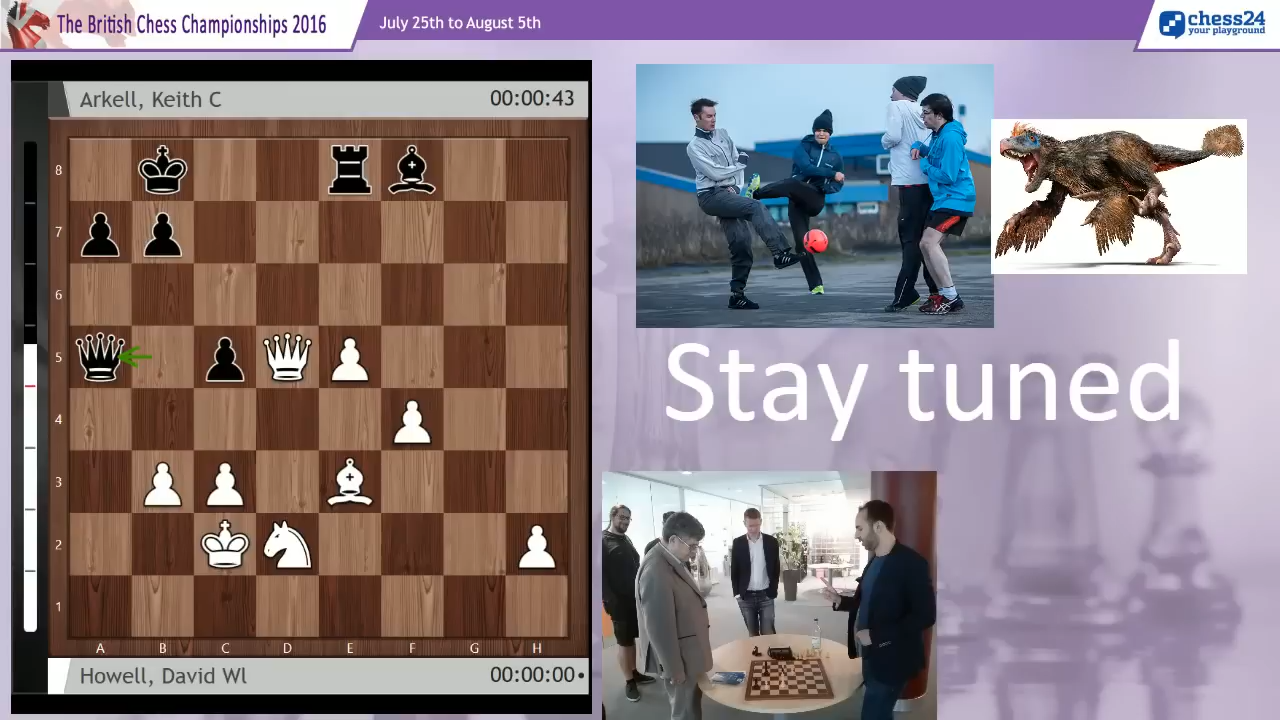 The British Chess Championships 2016
July 25th to August 5th
chess24
your playground
Arkell, Keith C
00:00:43
8
7
6
5
4
3
2
1
A B C D E F G H
Howell, David Wl
00:00:00
Stay tuned